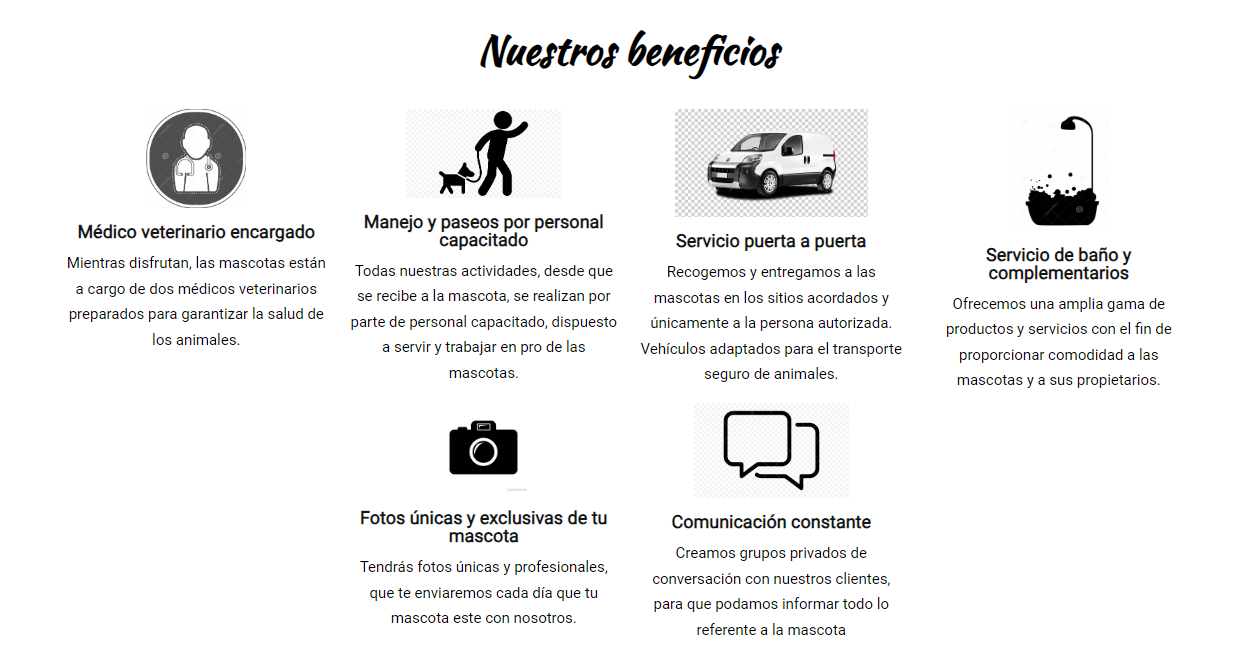 Nuestros beneficios
Médico veterinario encargado
Mientras disfrutan, las mascotas están
a cargo de dos médicos veterinarios
preparados para garantizar la salud de
los animales.
Manejo y paseos por personal
capacitado
Todas nuestras actividades, desde que
se recibe a la mascota, se realizan por
parte de personal capacitado, dispuesto
a servir y trabajar en pro de las
mascotas.
Servicio puerta a puerta
Recogemos y entregamos a las
mascotas en los sitios acordados y
únicamente a la persona autorizada.
Vehículos adaptados para el transporte
seguro de animales.
Servicio de baño y
complementarios
Ofrecemos una amplia gama de
productos y servicios con el fin de
proporcionar comodidad a las
mascotas y a sus propietarios.
Fotos únicas y exclusivas de tu
mascota
Tendrás fotos únicas y profesionales,
que te enviaremos cada día que tu
mascota este con nosotros.
Comunicación constante
Creamos grupos privados de
conversación con nuestros clientes,
para que podamos informar todo lo
referente a la mascota